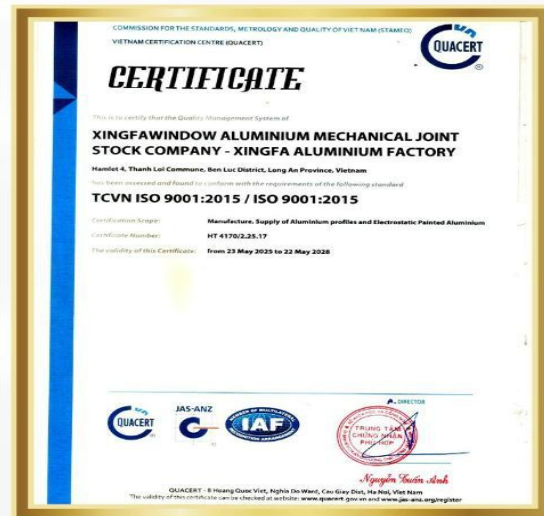 COMMISSION FOR THE STANDARDS, METROLOGY AND QUALITY OF VIET NAM (STAMEQ)
VIETNAM CERTIFICATION CENTRE (QUACERT)
QUACERT
®
CERTIFICATE
This is to certify that the Quality Management System of
XINGFAWINDOW ALUMINIUM MECHANICAL JOINT
STOCK COMPANY - XINGFA ALUMINIUM FACTORY
Hamlet 4, Thanh Loi Commune, Ben Luc District, Long An Province, Vietnam
has been assessed and found to conform with the requirements of the following standard
TCVN ISO 9001:2015 / ISO 9001:2015
Certification Scope: Manufacture, Supply of Aluminium profiles and Electrostatic Painted Aluminium
Certificate Number: HT 4170/2.25.17
The validity of this Certificate: from 23 May 2025 to 22 May 2028
QUACERT
JAS-ANZ
MEMBER OF MULTILATERAL
IAF
RECOGNITION ARRANGEMENT
DIRECTOR
TRUNG TÂM
CHỨNG NHẬN
PHÙ HỢP
Nguyễn Tuấn Anh
QUACERT - 8 Hoang Quoc Viet, Nghia Do Ward, Cau Giay Dist, Ha Noi, Viet Nam
The validity of this certificate can be checked at website: www.quacert.gov.vn and www.jas-anz.org/register